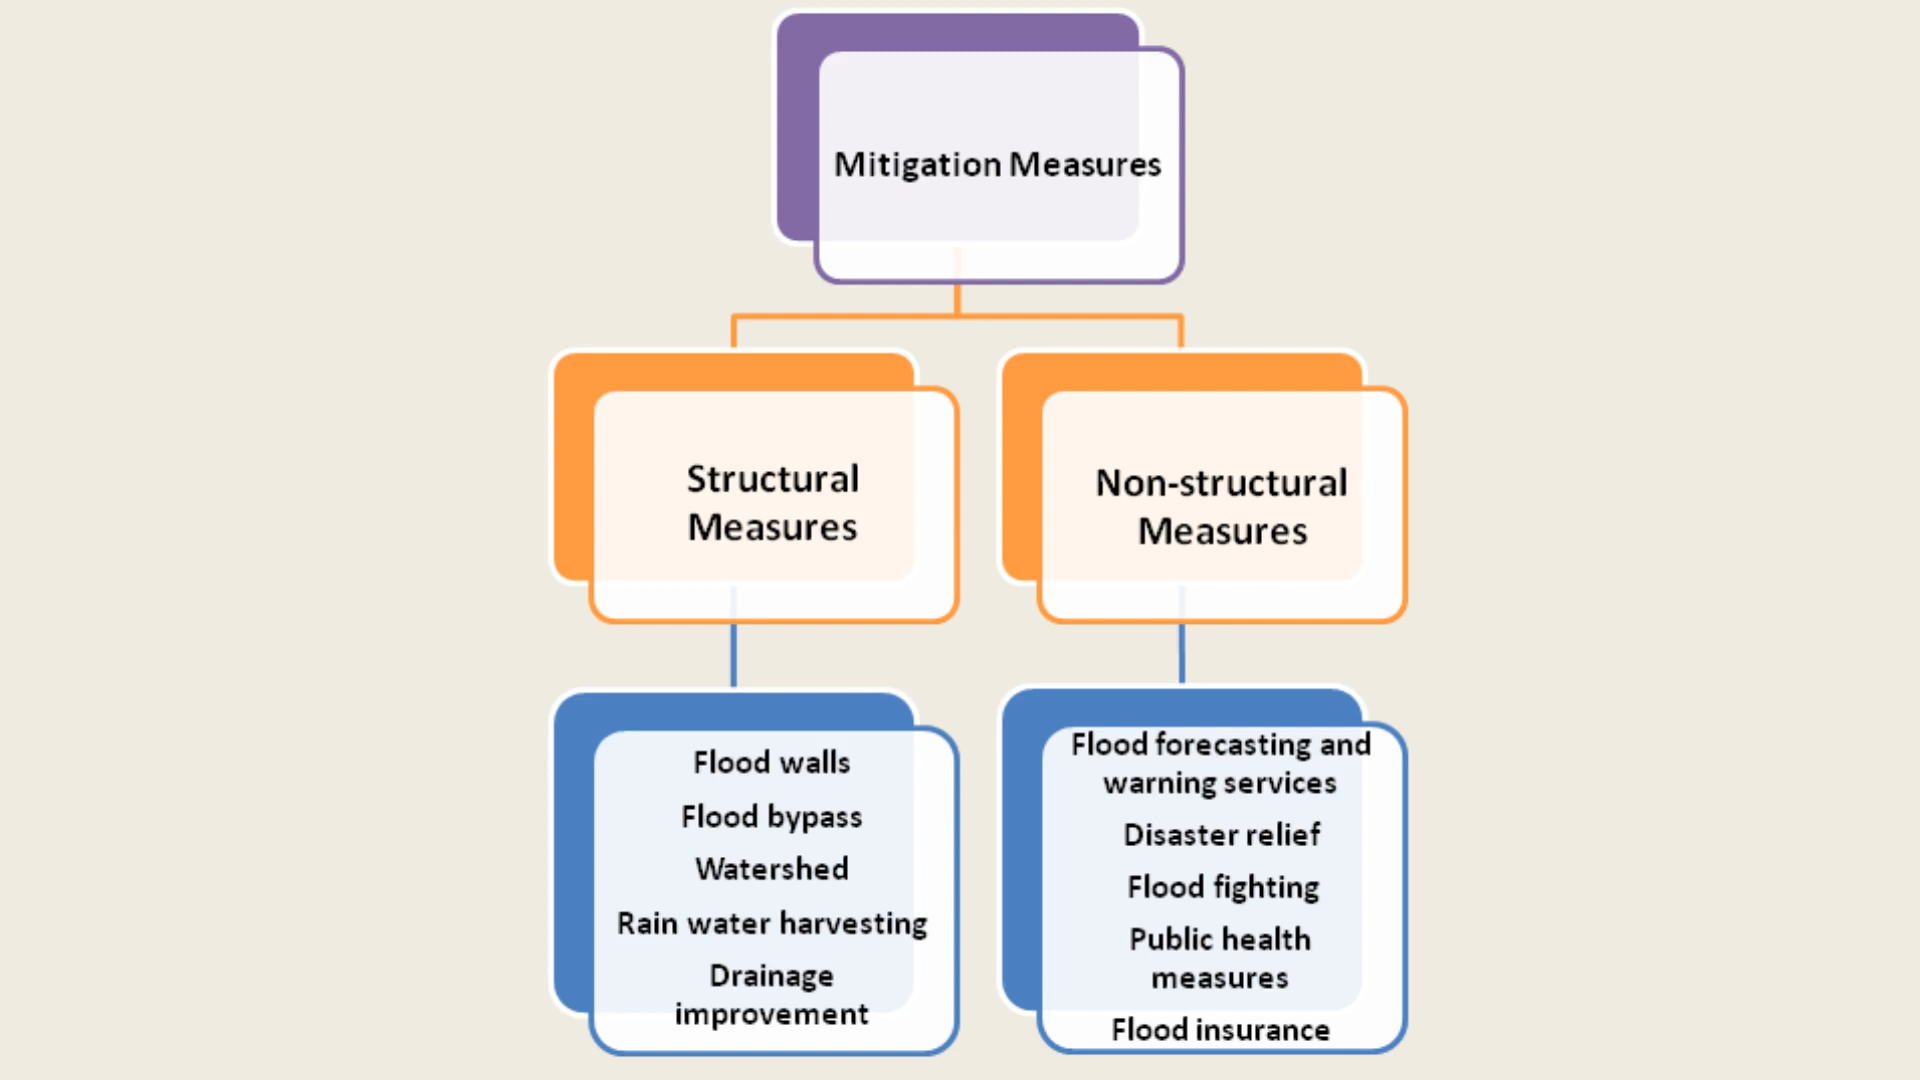 Mitigation Measures
Structural
Measures
Non-structural
Measures
Flood walls
Flood bypass
Watershed
Rain water harvesting
Drainage
improvement
Flood forecasting and
warning services
Disaster relief
Flood fighting
Public health
measures
Flood insurance